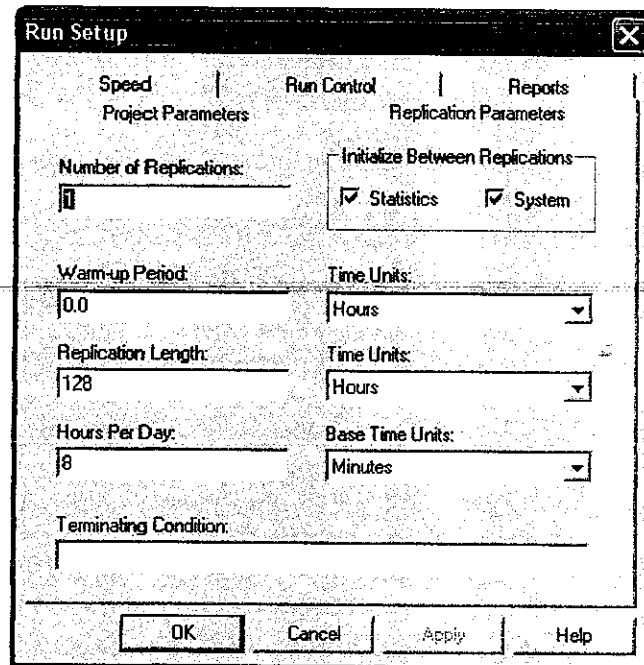 Run Setup
Speed Run Control Reports
Project Parameters Replication Parameters
Number of Replications: Initialize Between Replications
1 Statistics System
Warm-up Period: Time Units:
0.0 Hours
Replication Length: Time Units:
128 Hours
Hours Per Day: Base Time Units:
8 Minutes
Terminating Condition:
OK Cancel Apply Help